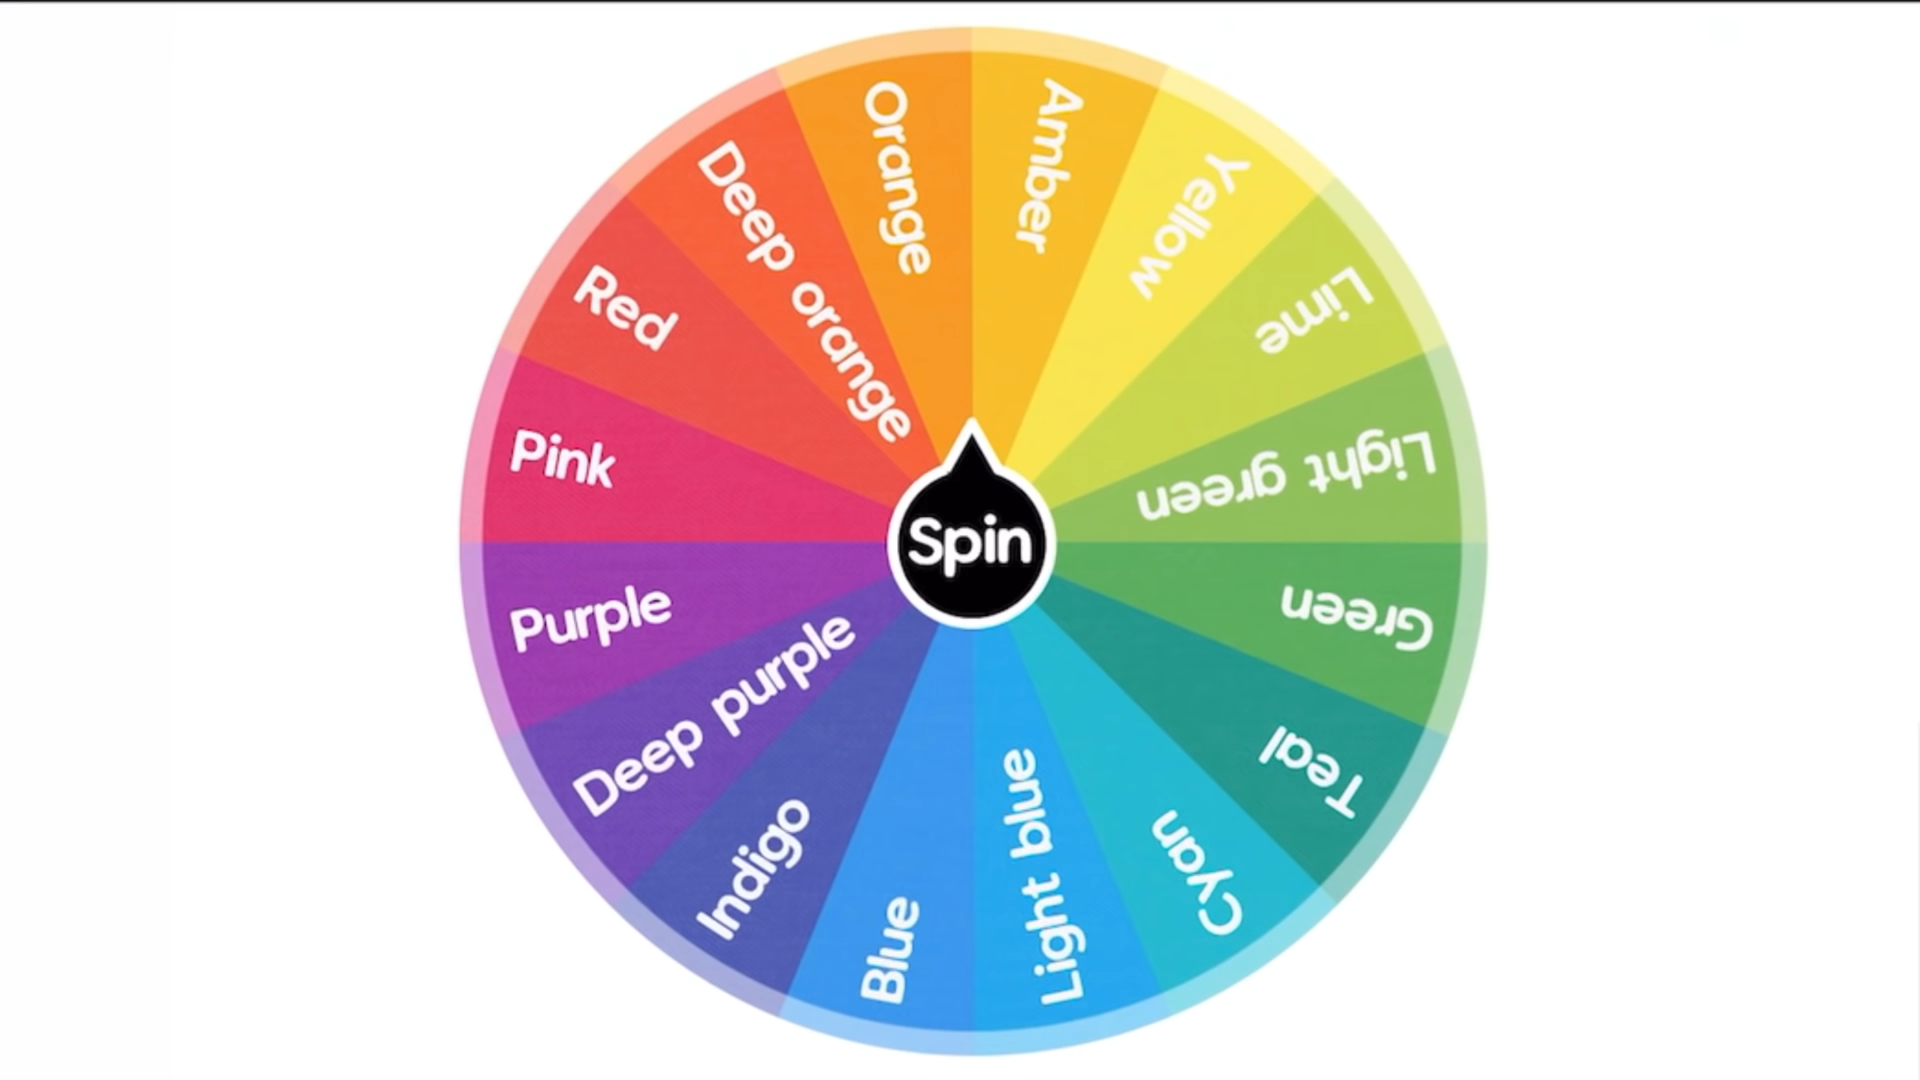 Orange
Amber
Yellow
Lime
Light green
Green
Teal
Cyan
Light blue
Blue
Indigo
Deep purple
Purple
Pink
Red
Deep orange
Spin